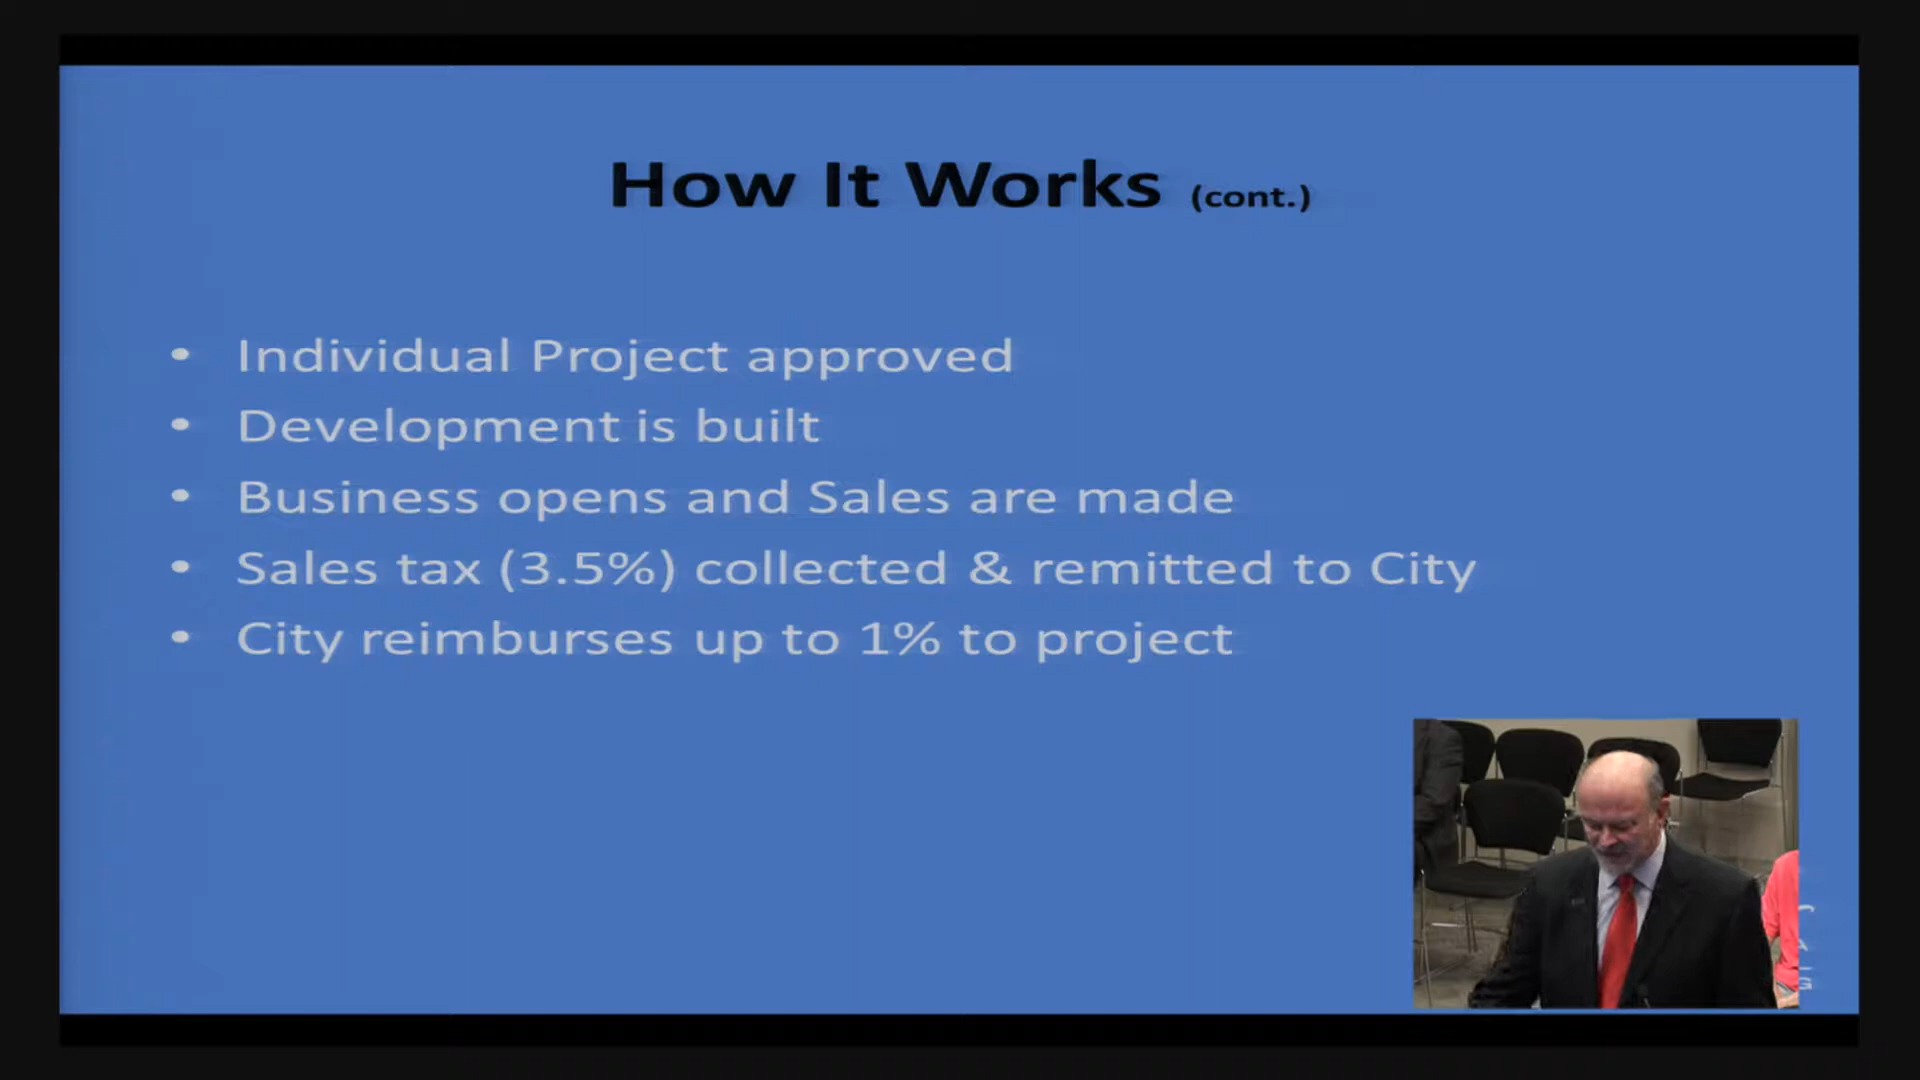 How It Works (cont.)
• Individual Project approved
• Development is built
• Business opens and Sales are made
• Sales tax (3.5%) collected & remitted to City
• City reimburses up to 1% to project